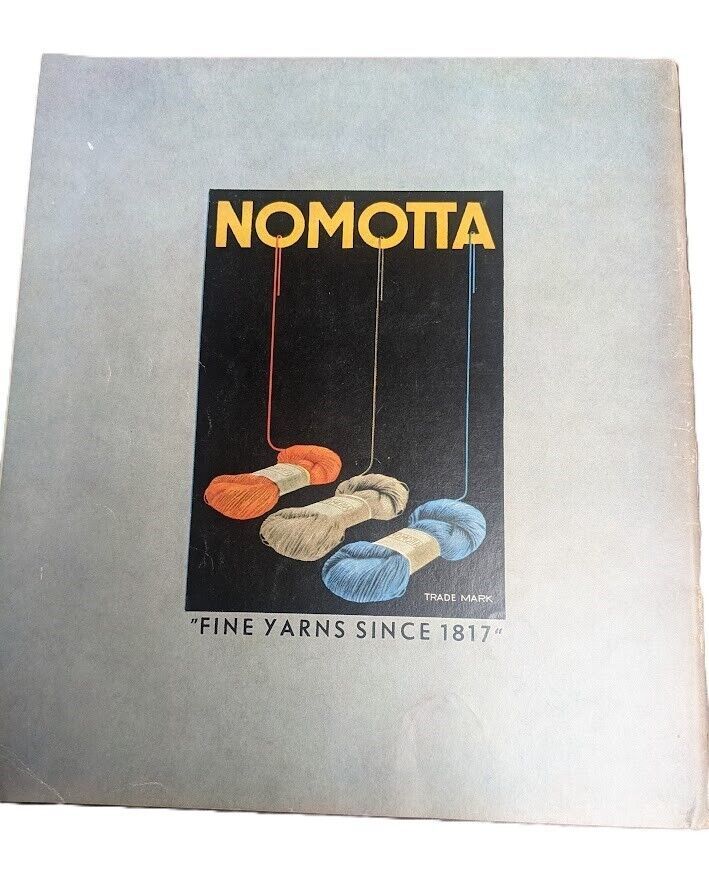 NOMOTTA
TRADE MARK
"FINE YARNS SINCE 1817"